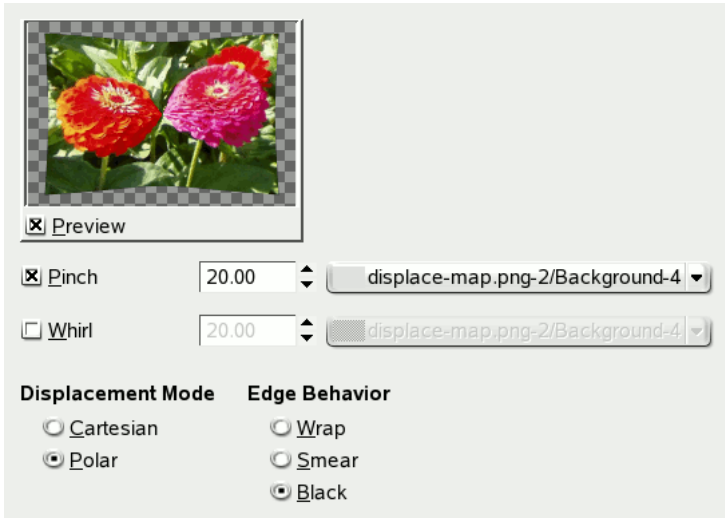 Preview
Pinch 20.00 displace-map.png-2/Background-4
Whirl 20.00 displace-map.png-2/Background-4
Displacement Mode Edge Behavior
Cartesian Wrap
Polar Smear
Black